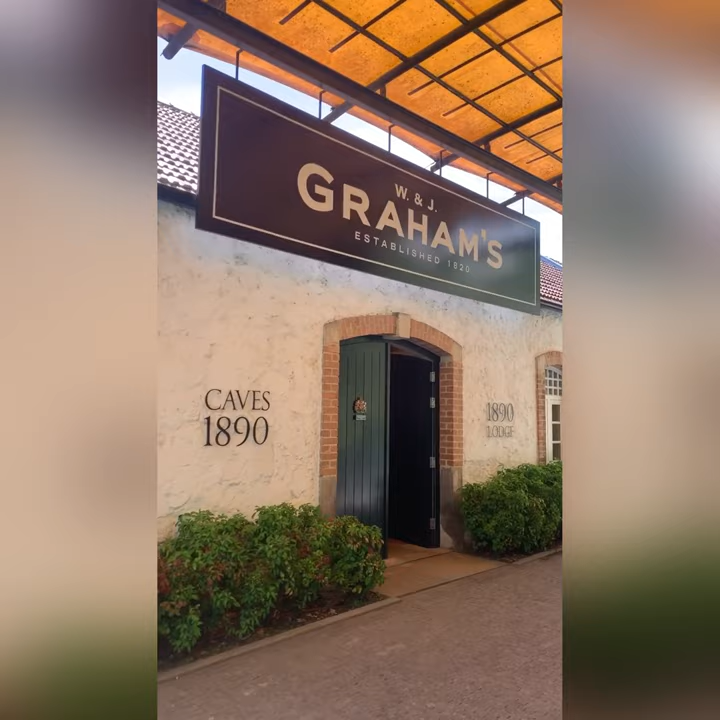 W. & J.
GRAHAM'S
ESTABLISHED 1820
CAVES
1890
1890
LODGE